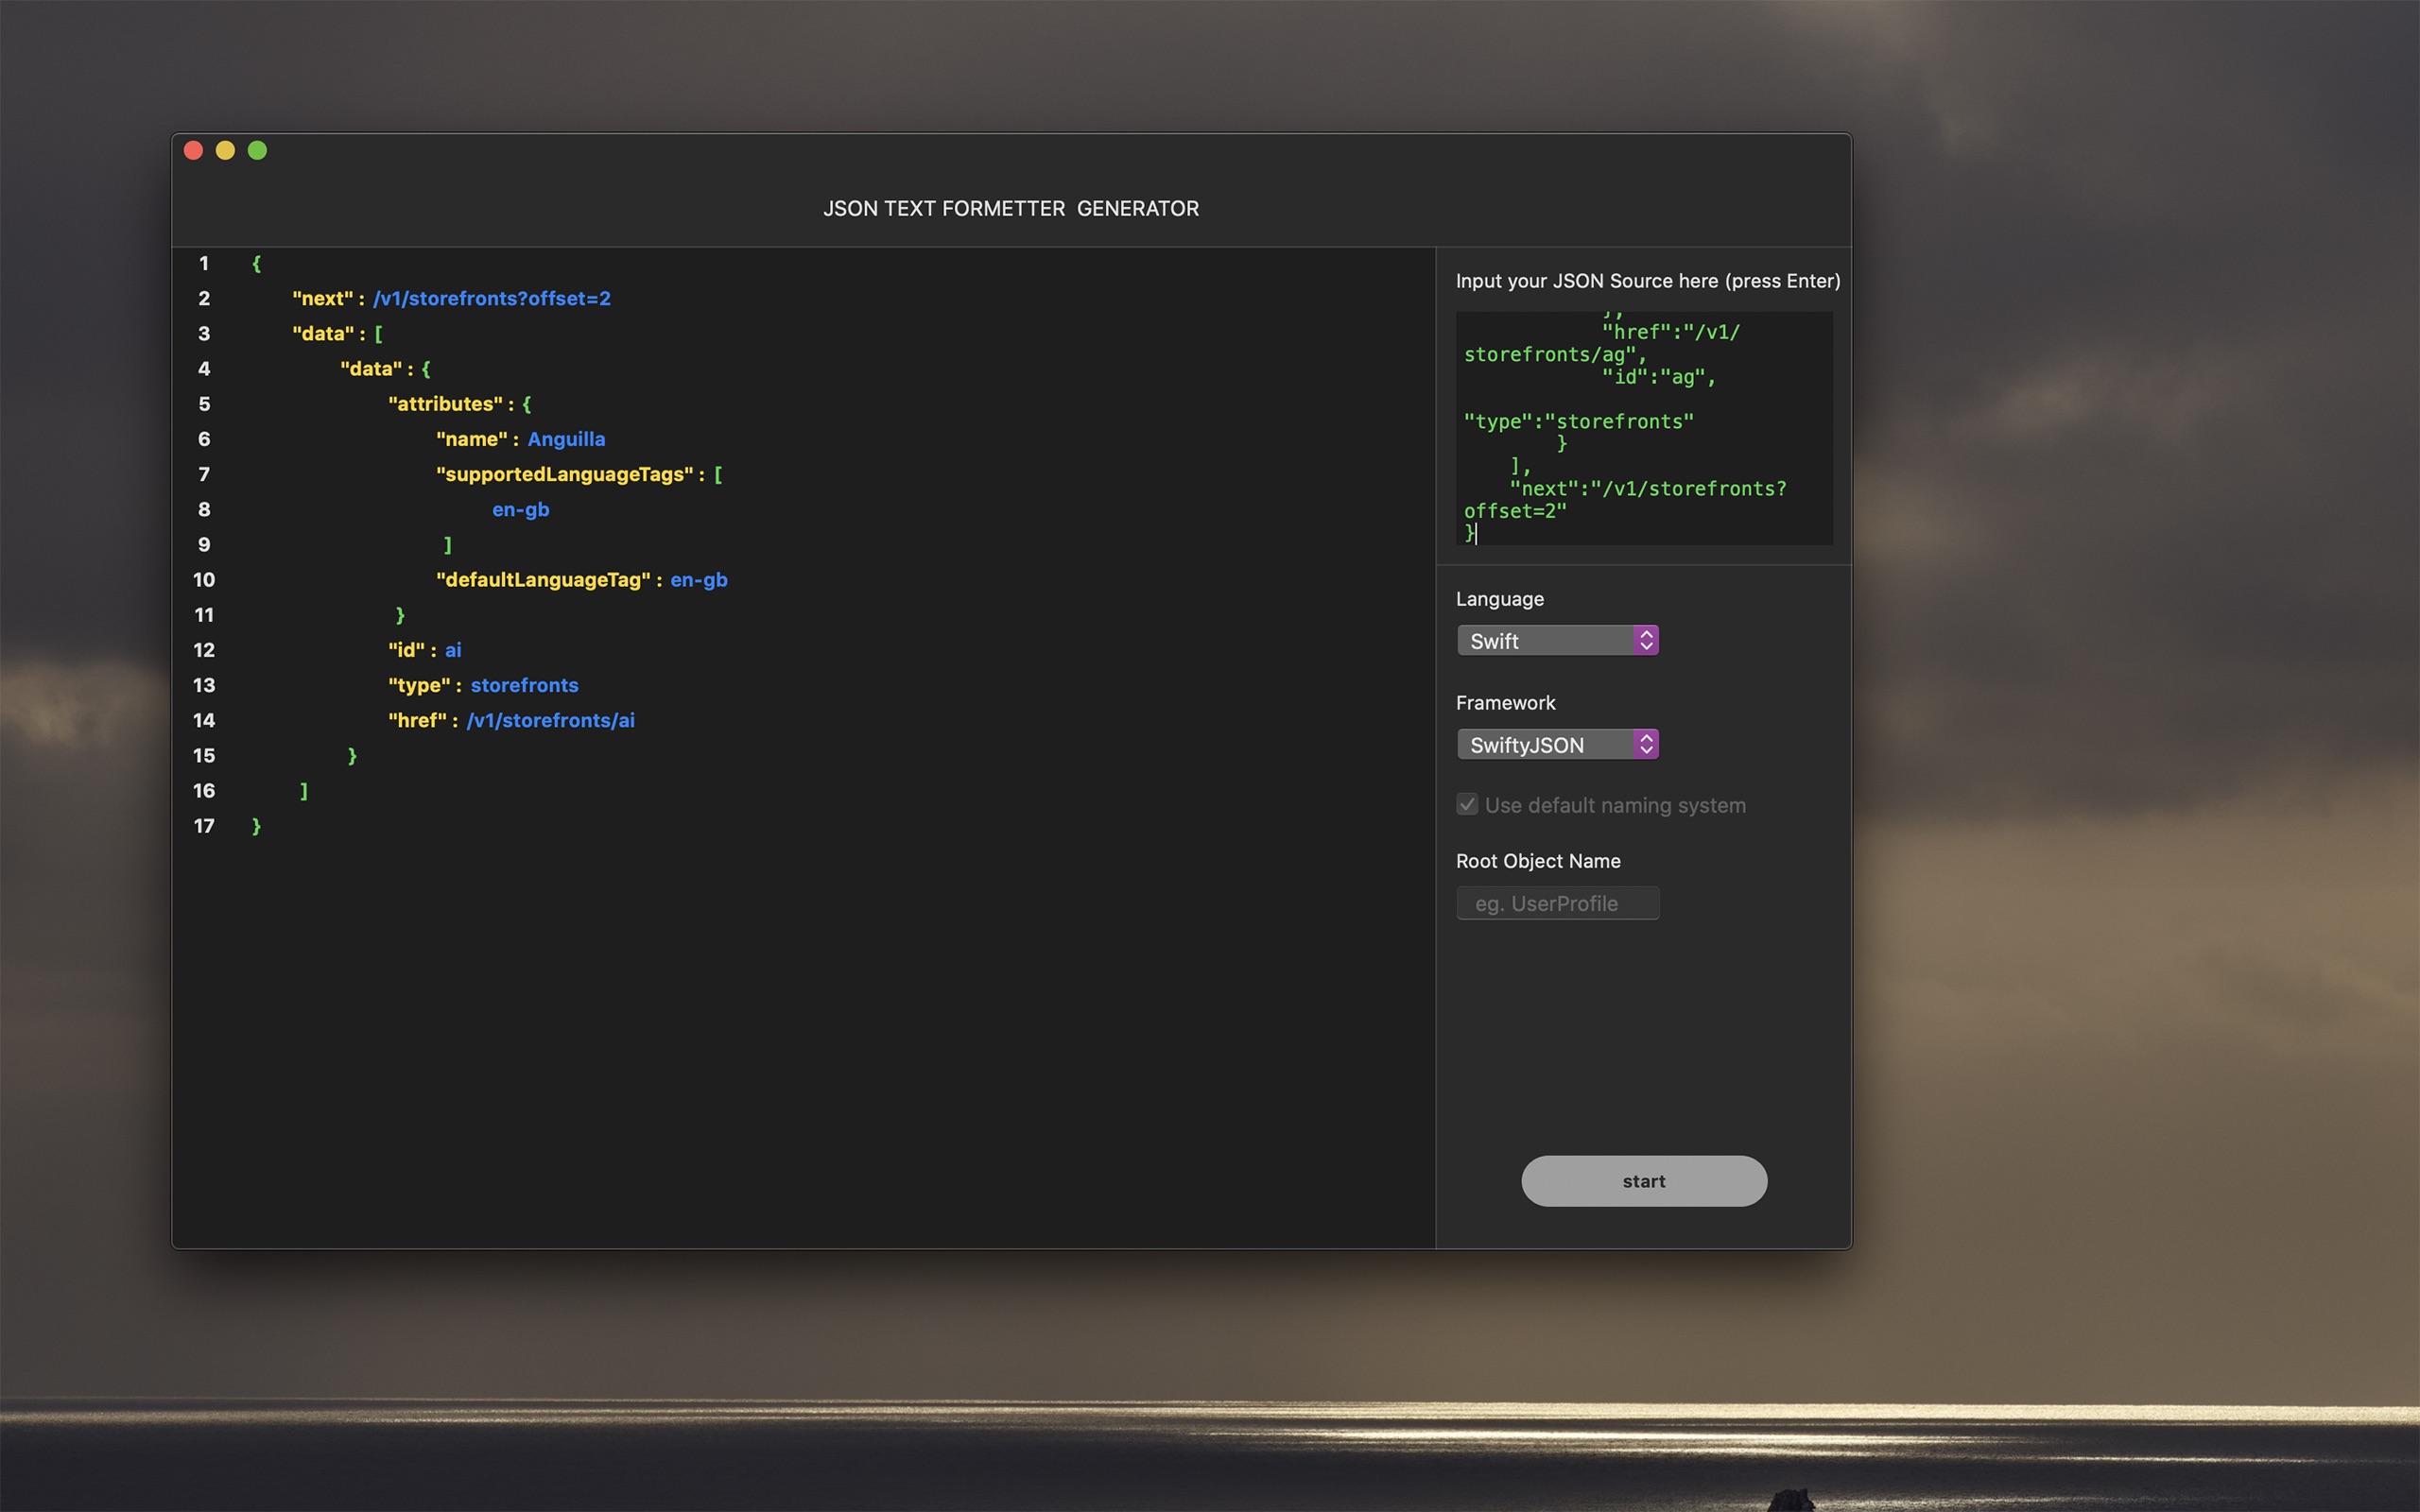 JSON TEXT FORMETTER  GENERATOR
1 {
2 "next" : /v1/storefronts?offset=2
3 "data" : [
4 "data" : {
5 "attributes" : {
6 "name" : Anguilla
7 "supportedLanguageTags" : [
8 en-gb
9 ]
10 "defaultLanguageTag" : en-gb
11 }
12 "id" : ai
13 "type" : storefronts
14 "href" : /v1/storefronts/ai
15 }
16 ]
17 }
Input your JSON Source here (press Enter)
},
"href":"/v1/
storefronts/ag",
"id":"ag",
"type":"storefronts"
}
],
"next":"/v1/storefronts?
offset=2"
}
Language
Swift
Framework
SwiftyJSON
Use default naming system
Root Object Name
eg. UserProfile
start